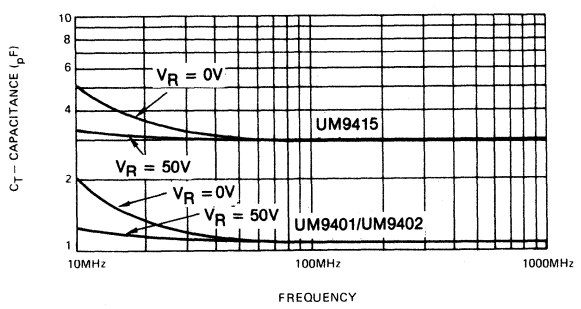 10
8
6
4
2
1
C_T – CAPACITANCE (pF)
V_R = 0V
UM9415
V_R = 50V
V_R = 0V
V_R = 50V
UM9401/UM9402
10MHz
100MHz
1000MHz
FREQUENCY